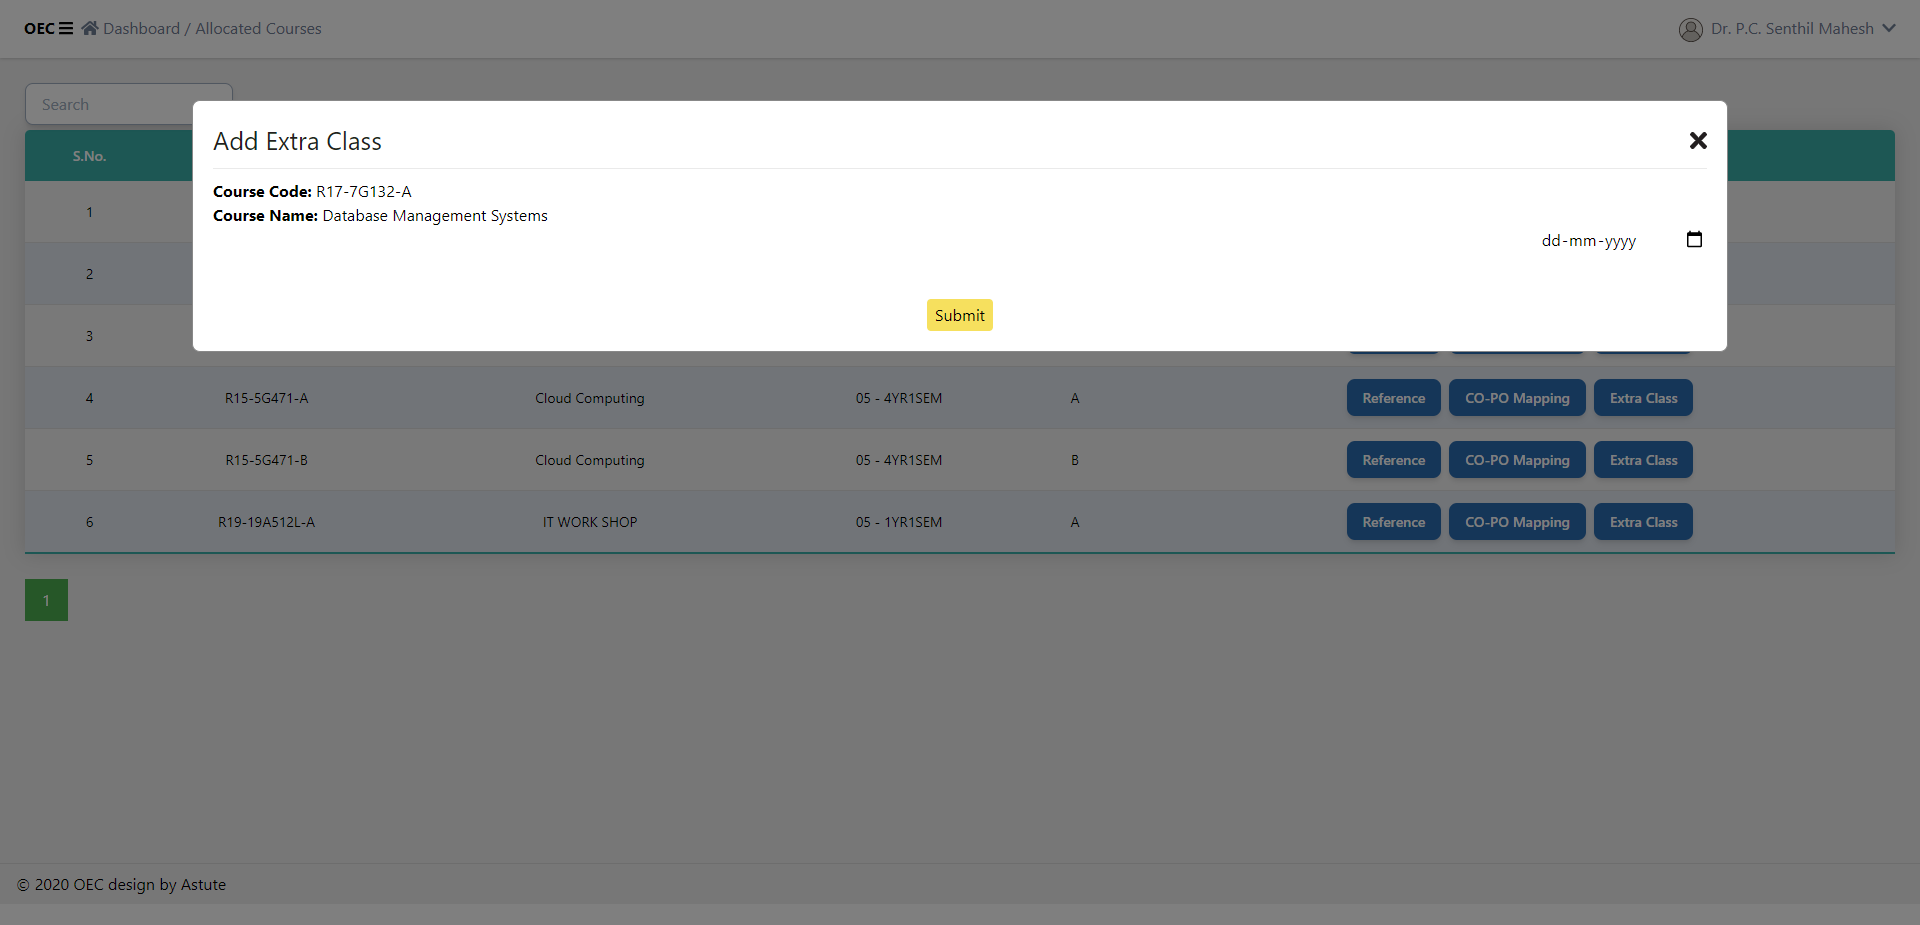 OEC Dashboard / Allocated Courses
Dr. P.C. Senthil Mahesh
Search
Add Extra Class
Course Code: R17-7G132-A
Course Name: Database Management Systems
dd-mm-yyyy
Submit
S.No.
1
2
3
4 R15-5G471-A Cloud Computing 05 - 4YR1SEM A Reference CO-PO Mapping Extra Class
5 R15-5G471-B Cloud Computing 05 - 4YR1SEM B Reference CO-PO Mapping Extra Class
6 R19-19A512L-A IT WORK SHOP 05 - 1YR1SEM A Reference CO-PO Mapping Extra Class
1
© 2020 OEC design by Astute